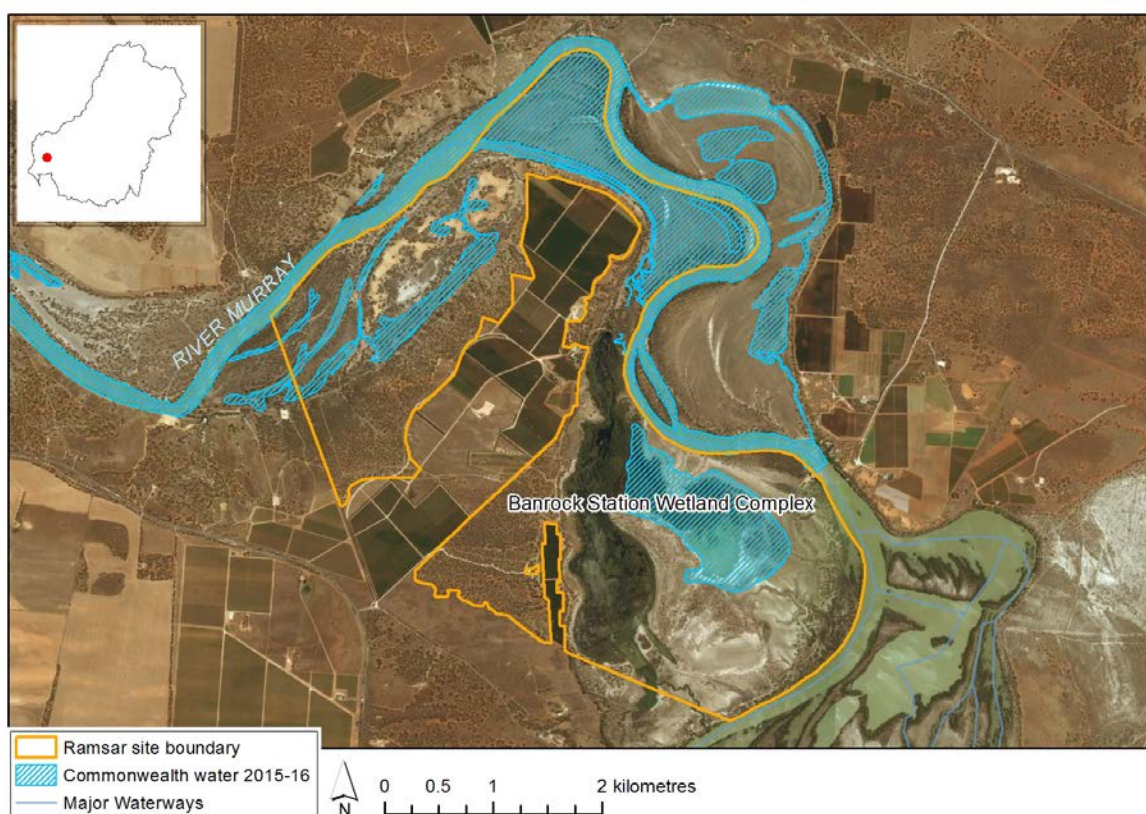 RIVER MURRAY
Banrock Station Wetland Complex
Ramsar site boundary
Commonwealth water 2015-16
Major Waterways
N
0 0.5 1 2 kilometres